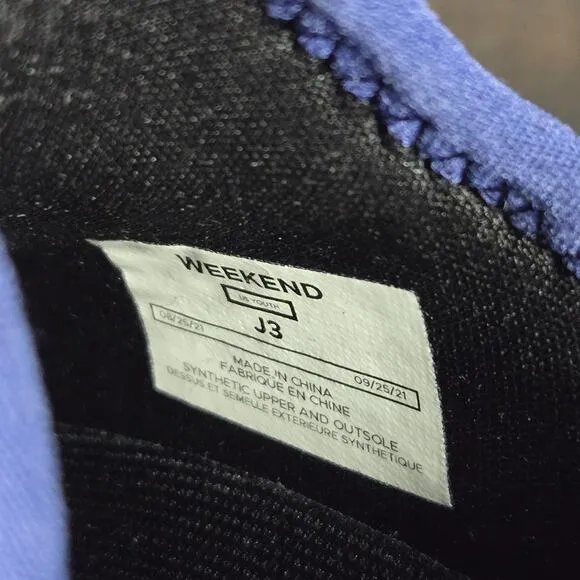 WEEKEND
US YOUTH
J3
08/25/21 09/25/21
MADE IN CHINA
FABRIQUE EN CHINE
SYNTHETIC UPPER AND OUTSOLE
DESSUS ET SEMELLE EXTERIEURE SYNTHETIQUE